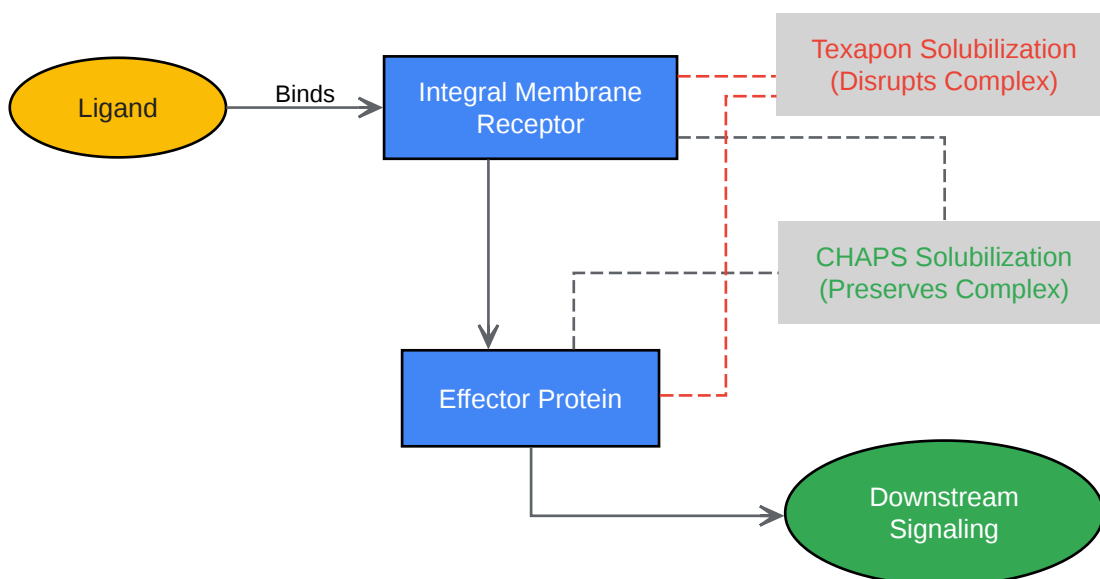 Texapon Solubilization
(Disrupts Complex)
Ligand
Binds
Integral Membrane
Receptor
CHAPS Solubilization
(Preserves Complex)
Effector Protein
Downstream
Signaling